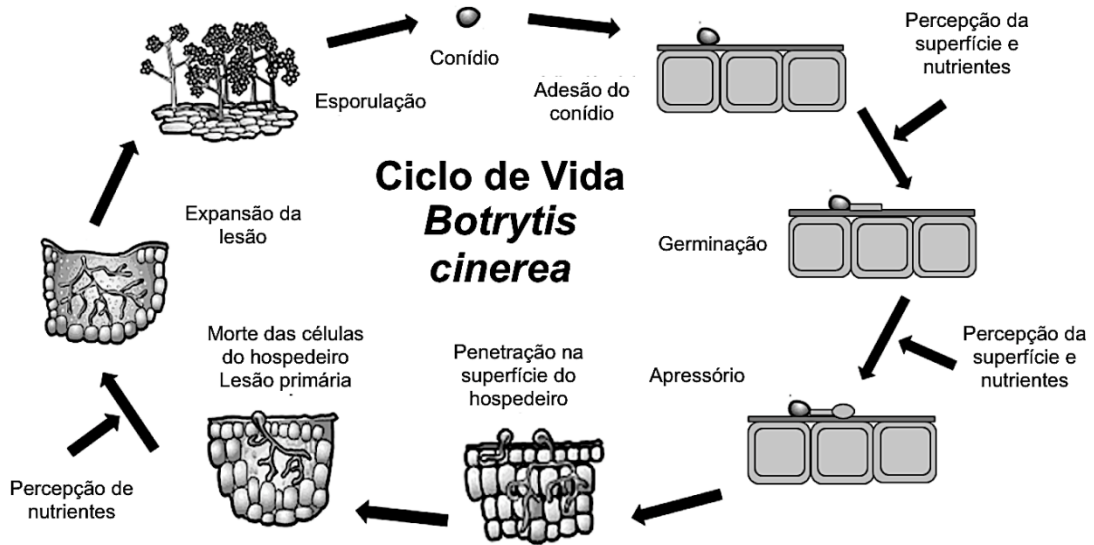 Conídio
Esporulação
Adesão do
conídio
Percepção da
superfície e
nutrientes
Ciclo de Vida
Botrytis
cinerea
Germinação
Percepção da
superfície e
nutrientes
Apressório
Penetração na
superfície do
hospedeiro
Morte das células
do hospedeiro
Lesão primária
Percepção de
nutrientes
Expansão da
lesão